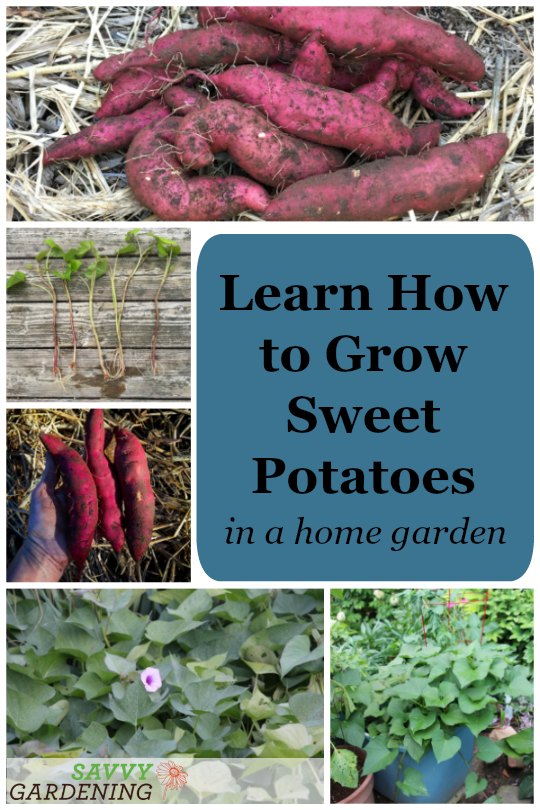 Learn How
to Grow
Sweet
Potatoes
in a home garden
SAVVY
GARDENING